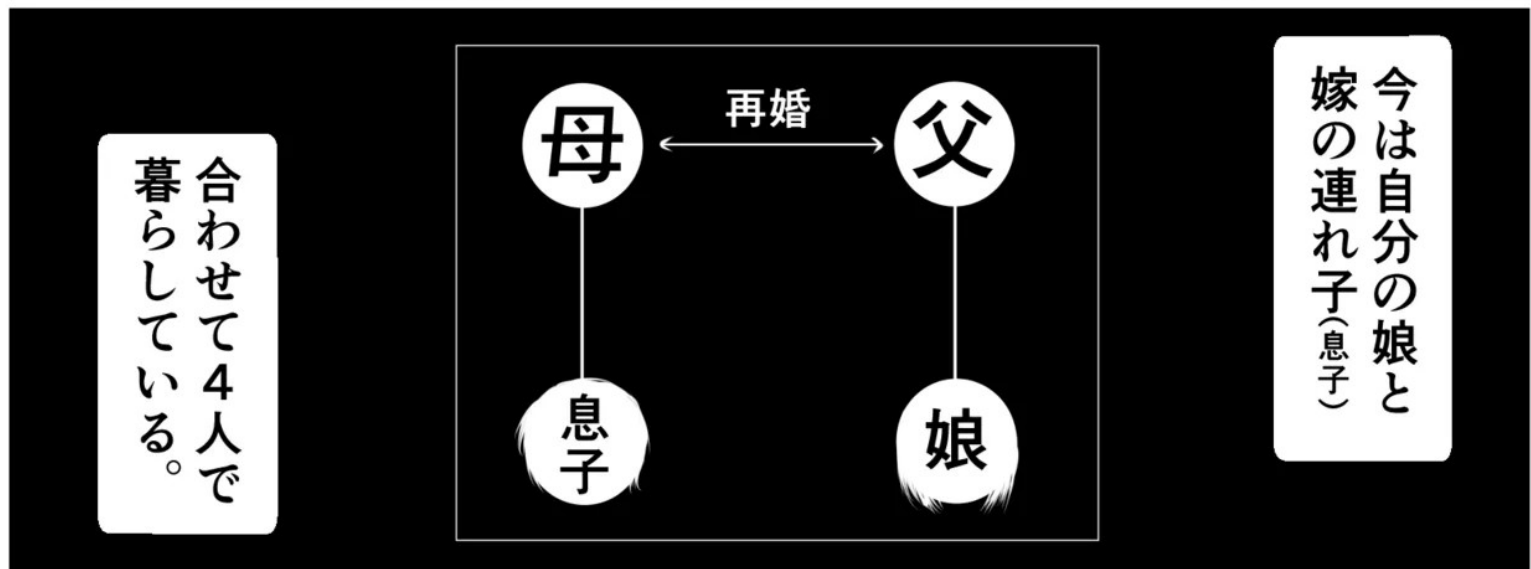 今は自分の娘と
嫁の連れ子（息子）
父
再婚
母
娘
息子
合わせて４人で
暮らしている。